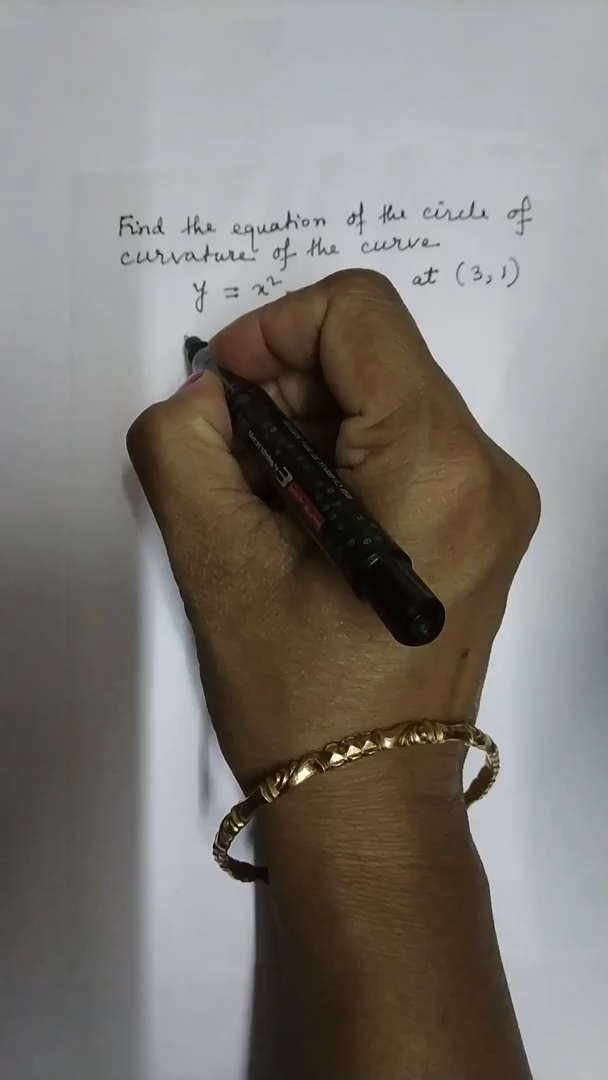 Find the equation of the circle of
curvature of the curve
y = x² at (3,1)